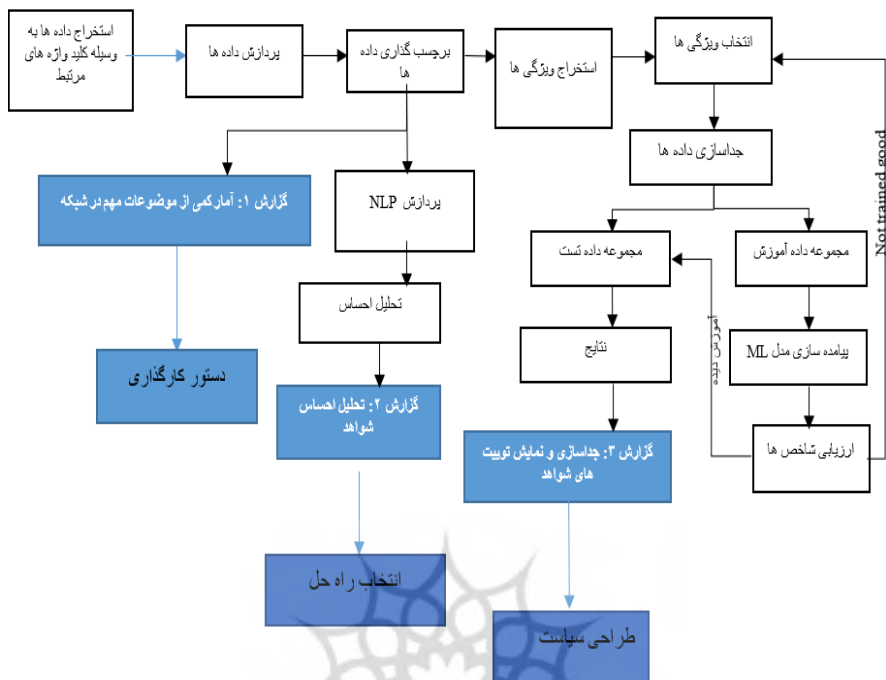 استخراج داده ها به
وسیله کلید واژه های
مرتبط
پردازش داده ها
برچسب گذاری داده
ها
استخراج ویژگی ها
انتخاب ویژگی ها
جداسازی داده ها
Not trained good
گزارش ۱: آمار کمی از موضوعات مهم در شبکه
پردازش NLP
مجموعه داده تست
مجموعه داده آموزش
تحلیل احساس
نتایج
آموزش دیده
پیامده سازی مدل ML
دستور کارگذاری
گزارش ۲: تحلیل احساس
شواهد
گزارش ۳: جداسازی و نمایش توییت
های شواهد
ارزیابی شاخص ها
انتخاب راه حل
طراحی سیاست